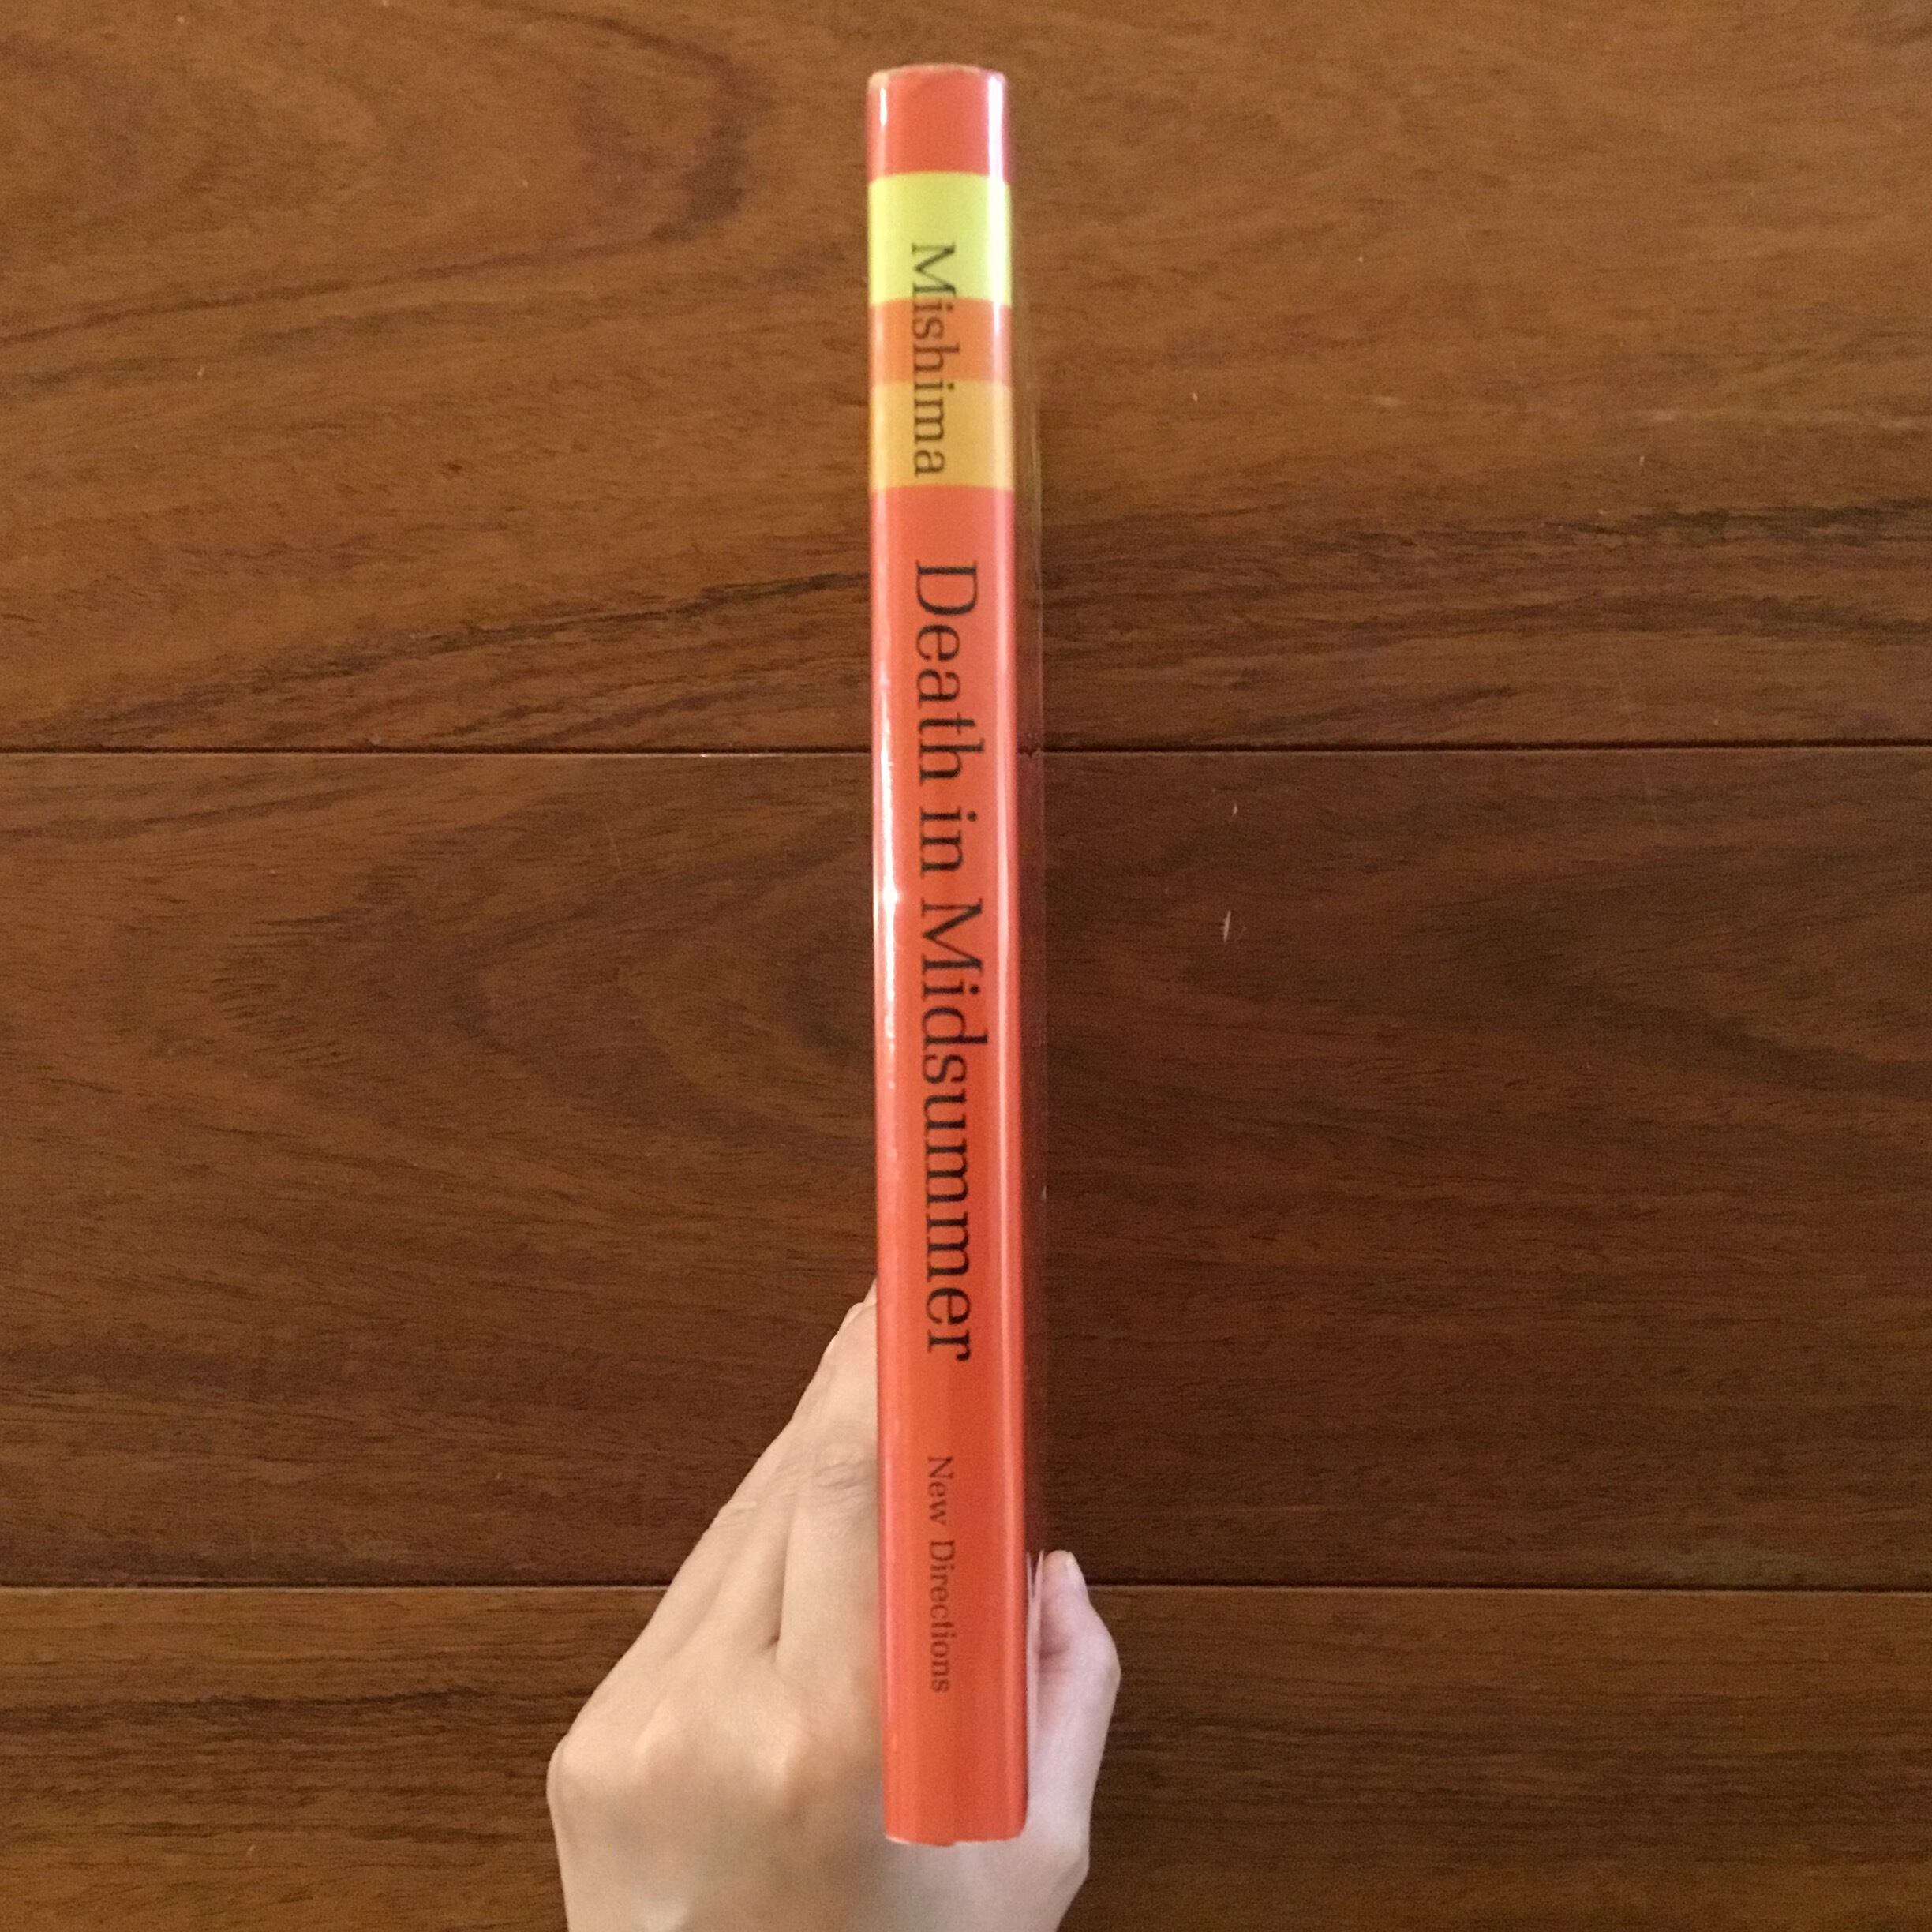 Mishima
Death in Midsummer
New Directions